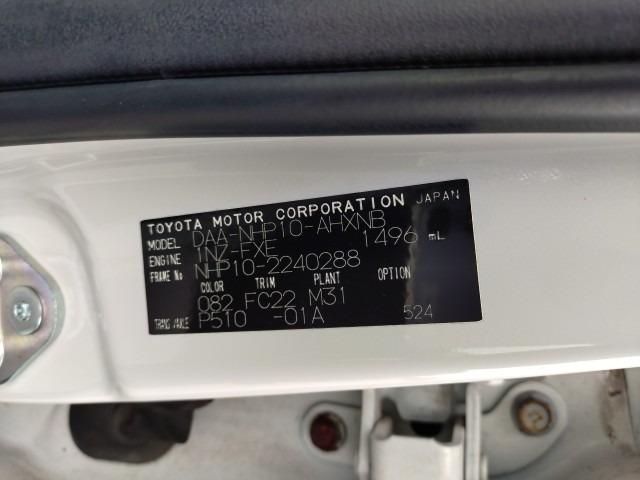 TOYOTA MOTOR CORPORATION JAPAN
MODEL DAA-NHP10-AHXNB
ENGINE 1NZ-FXE 1496 mL
FRAME No NHP10-2240288
COLOR TRIM PLANT OPTION
082 FC22 M31
TRANS/AXLE P510 -01A 524